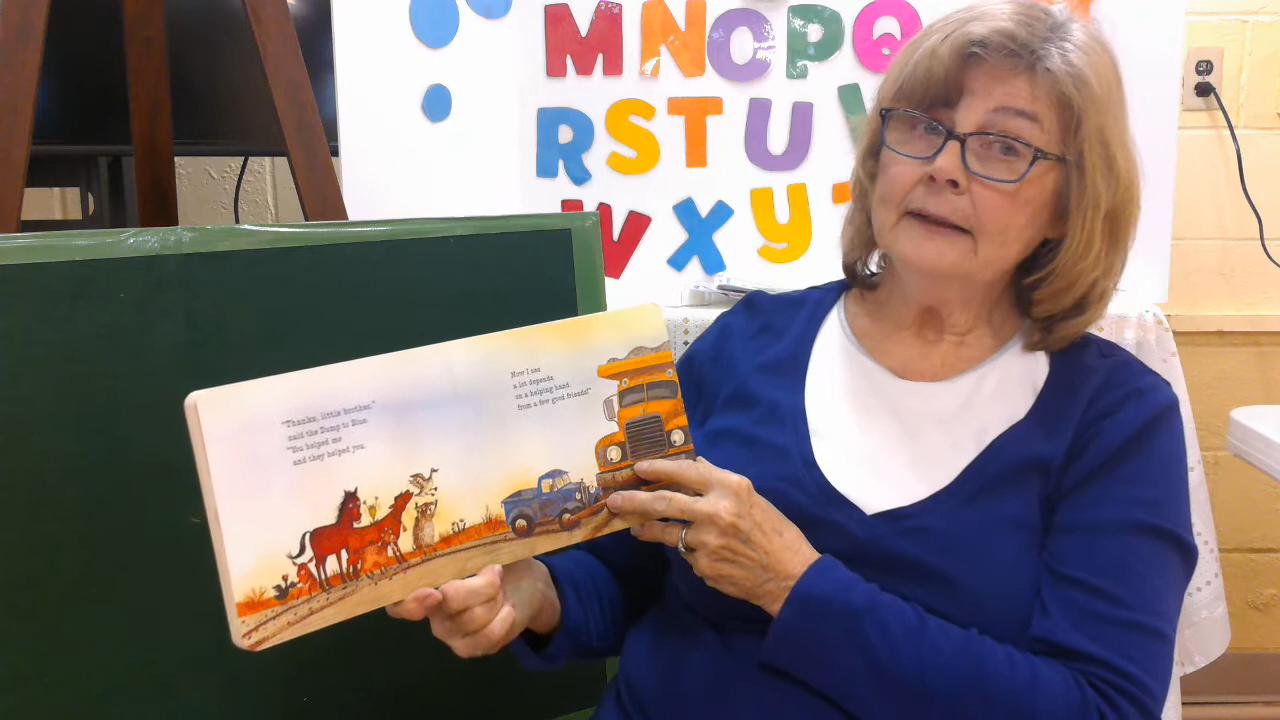 MNOPQ
RSTUV
WXY
"Thanks, little brother,"
said the Dump to Blue.
"You helped me
and they helped you.
Now I see
a lot depends
on a helping hand
from a few good friends!"